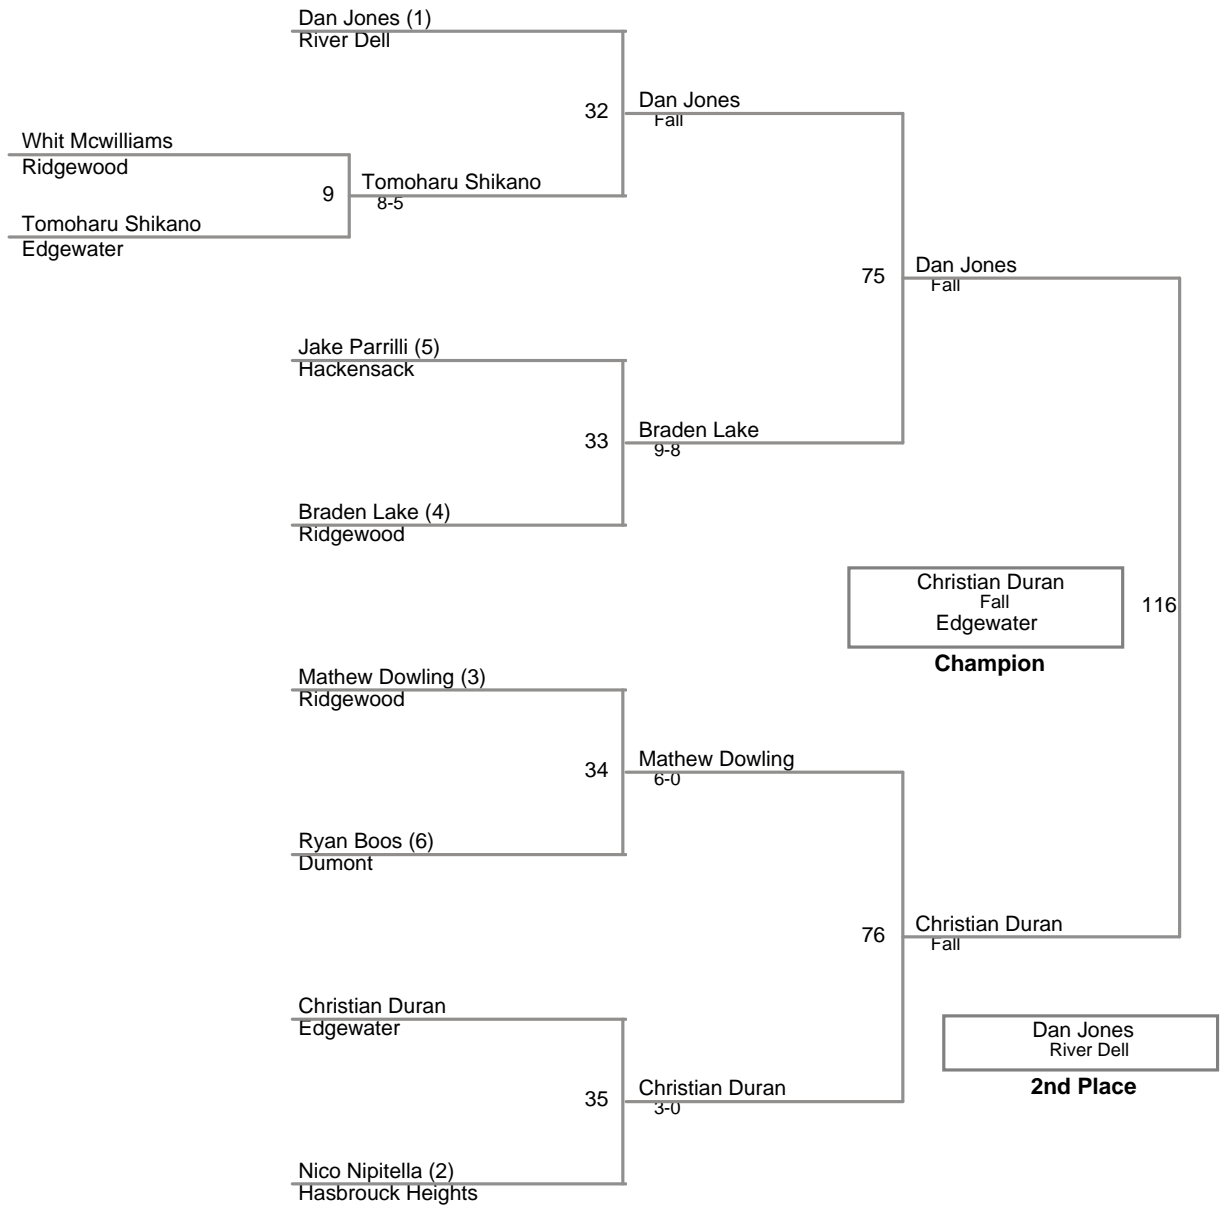 Dan Jones (1)
River Dell
32
Dan Jones
Fall
Whit Mcwilliams
Ridgewood
9
Tomoharu Shikano
8-5
Tomoharu Shikano
Edgewater
75
Dan Jones
Fall
Jake Parrilli (5)
Hackensack
33
Braden Lake
9-8
Braden Lake (4)
Ridgewood
Christian Duran
Fall
Edgewater
Champion
116
Mathew Dowling (3)
Ridgewood
34
Mathew Dowling
6-0
Ryan Boos (6)
Dumont
76
Christian Duran
Fall
Christian Duran
Edgewater
35
Christian Duran
3-0
Dan Jones
River Dell
2nd Place
Nico Nipitella (2)
Hasbrouck Heights